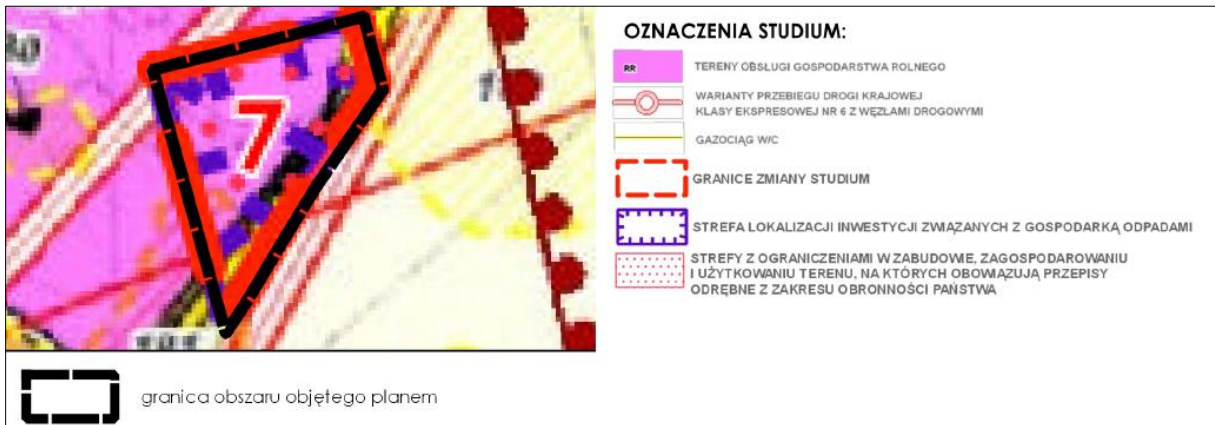 OZNACZENIA STUDIUM:
7
RR
TERENY OBSŁUGI GOSPODARSTWA ROLNEGO
WARIANTY PRZEBIEGU DROGI KRAJOWEJ
KLASY EKSPRESOWEJ NR 6 Z WĘZŁAMI DROGOWYMI
GAZOCIĄG W/C
GRANICE ZMIANY STUDIUM
STREFA LOKALIZACJI INWESTYCJI ZWIĄZANYCH Z GOSPODARKĄ ODPADAMI
STREFY Z OGRANICZENIAMI W ZABUDOWIE, ZAGOSPODAROWANIU
I UŻYTKOWANIU TERENU, NA KTÓRYCH OBOWIĄZUJĄ PRZEPISY
ODRĘBNE Z ZAKRESU OBRONNOŚCI PAŃSTWA
granica obszaru objętego planem